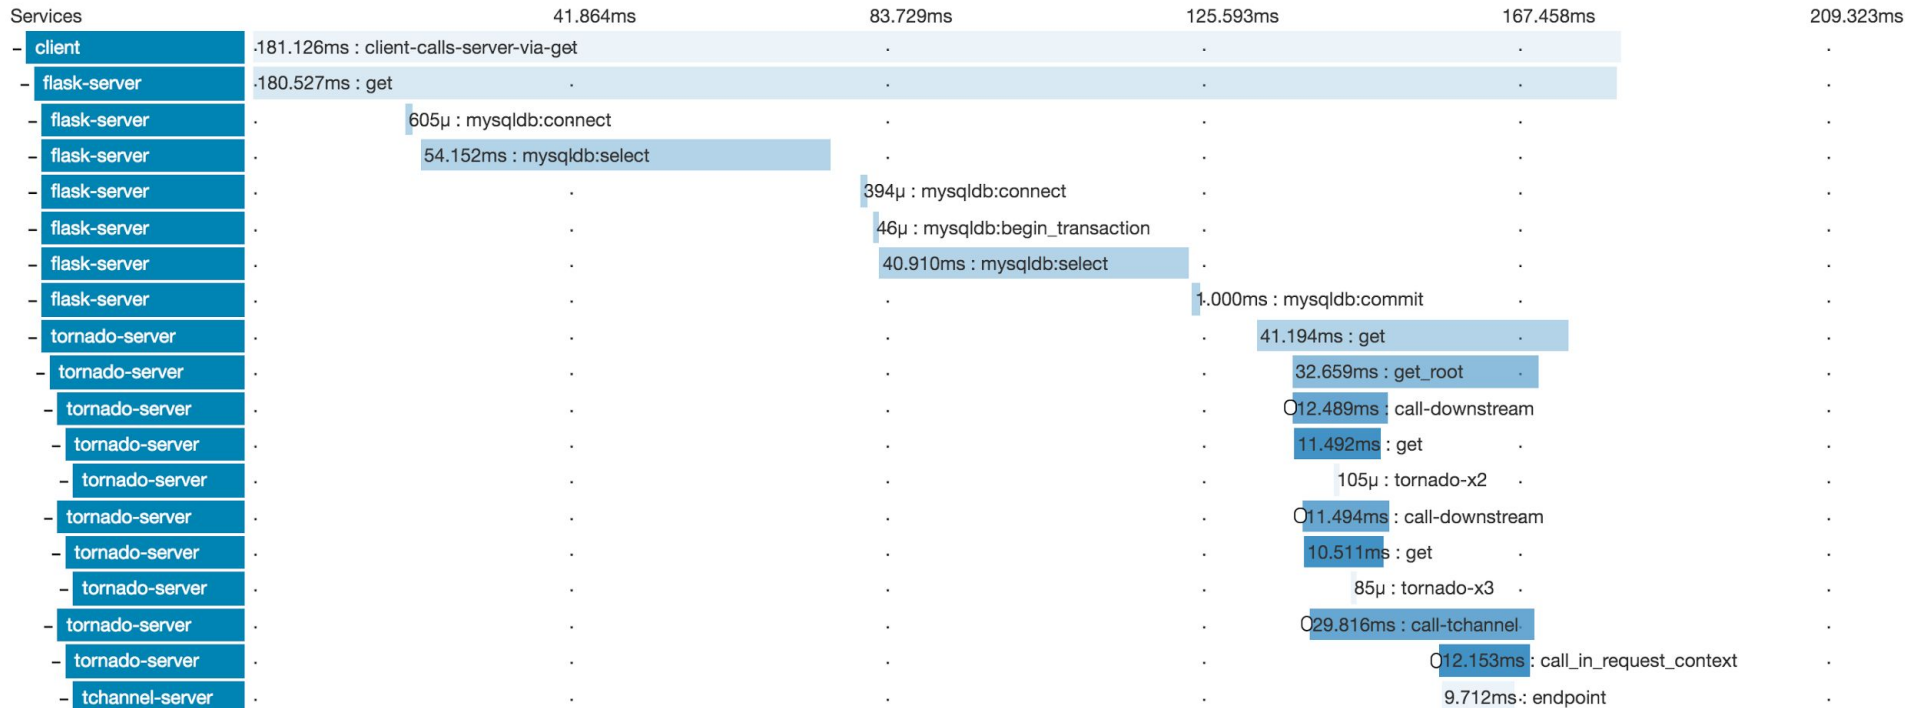 Services 41.864ms 83.729ms 125.593ms 167.458ms 209.323ms
client 181.126ms : client-calls-server-via-get
flask-server 180.527ms : get
flask-server 605μ : mysqldb:connect
flask-server 54.152ms : mysqldb:select
flask-server 394μ : mysqldb:connect
flask-server 46μ : mysqldb:begin_transaction
flask-server 40.910ms : mysqldb:select
flask-server 1.000ms : mysqldb:commit
tornado-server 41.194ms : get
tornado-server 32.659ms : get_root
tornado-server 12.489ms : call-downstream
tornado-server 11.492ms : get
tornado-server 105μ : tornado-x2
tornado-server 11.494ms : call-downstream
tornado-server 10.511ms : get
tornado-server 85μ : tornado-x3
tornado-server 29.816ms : call-tchannel
tornado-server 12.153ms : call_in_request_context
tchannel-server 9.712ms : endpoint